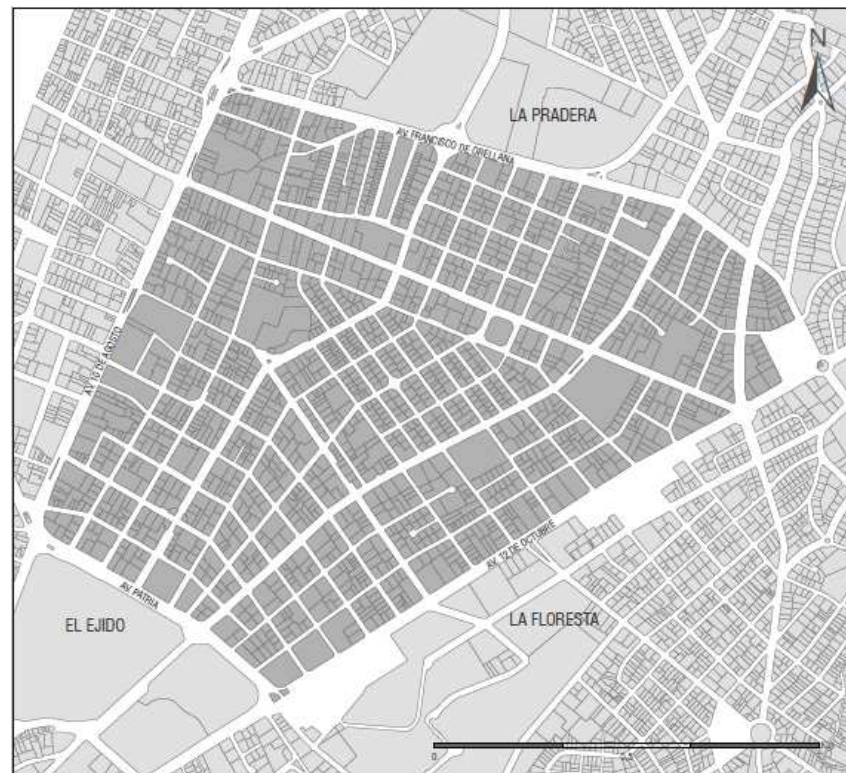 N
LA PRADERA
AV. FRANCISCO DE ORELLANA
AV. 10 DE AGOSTO
AV. 12 DE OCTUBRE
AV. PATRIA
EL EJIDO
LA FLORESTA
0